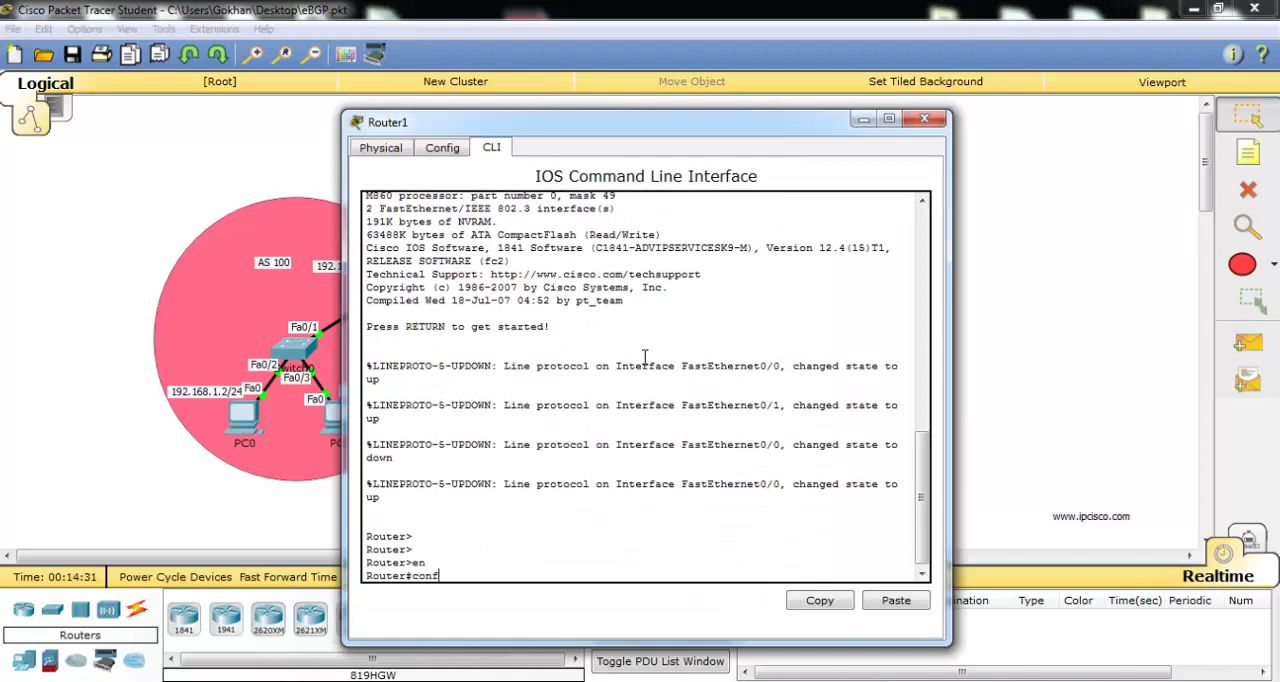 Cisco Packet Tracer Student - C:\Users\Gokhan\Desktop\eBGP.pkt
File Edit Options View Tools Extensions Help
Logical [Root] New Cluster Move Object Set Tiled Background Viewport
Router1
Physical Config CLI
IOS Command Line Interface
M860 processor: part number 0, mask 49
2 FastEthernet/IEEE 802.3 interface(s)
191K bytes of NVRAM.
63488K bytes of ATA CompactFlash (Read/Write)
Cisco IOS Software, 1841 Software (C1841-ADVIPSERVICESK9-M), Version 12.4(15)T1,
RELEASE SOFTWARE (fc2)
Technical Support: http://www.cisco.com/techsupport
Copyright (c) 1986-2007 by Cisco Systems, Inc.
Compiled Wed 18-Jul-07 04:52 by pt_team
Press RETURN to get started!
%LINEPROTO-5-UPDOWN: Line protocol on Interface FastEthernet0/0, changed state to
up
%LINEPROTO-5-UPDOWN: Line protocol on Interface FastEthernet0/1, changed state to
up
%LINEPROTO-5-UPDOWN: Line protocol on Interface FastEthernet0/0, changed state to
down
%LINEPROTO-5-UPDOWN: Line protocol on Interface FastEthernet0/0, changed state to
up
Router>
Router>
Router>en
Router#conf
Copy Paste
AS 100 192.1
Fa0/1
Fa0/2
Fa0/3
192.168.1.2/24 Fa0
Fa0
PC0
www.ipcisco.com
Time: 00:14:31 Power Cycle Devices Fast Forward Time
Realtime
Routers
1841 1941 2620XM 2621XM
819HGW
Toggle PDU List Window
ination Type Color Time(sec) Periodic Num